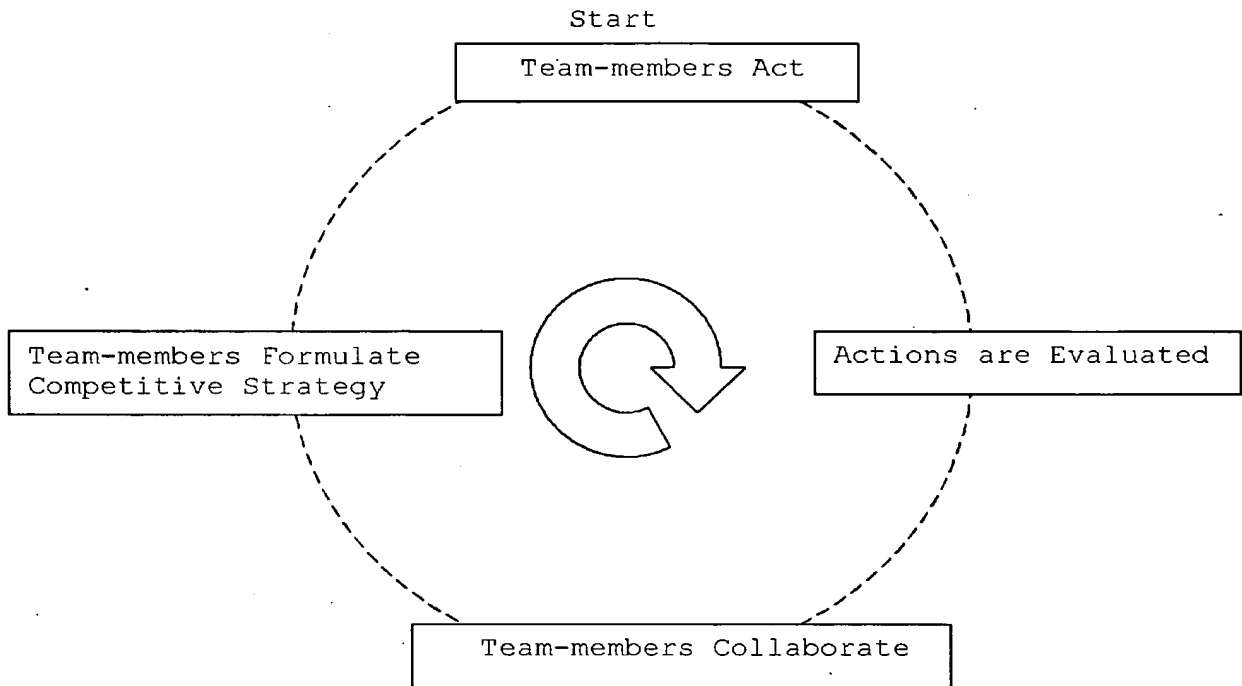 Start
Team-members Act
Team-members Formulate
Competitive Strategy
Actions are Evaluated
Team-members Collaborate